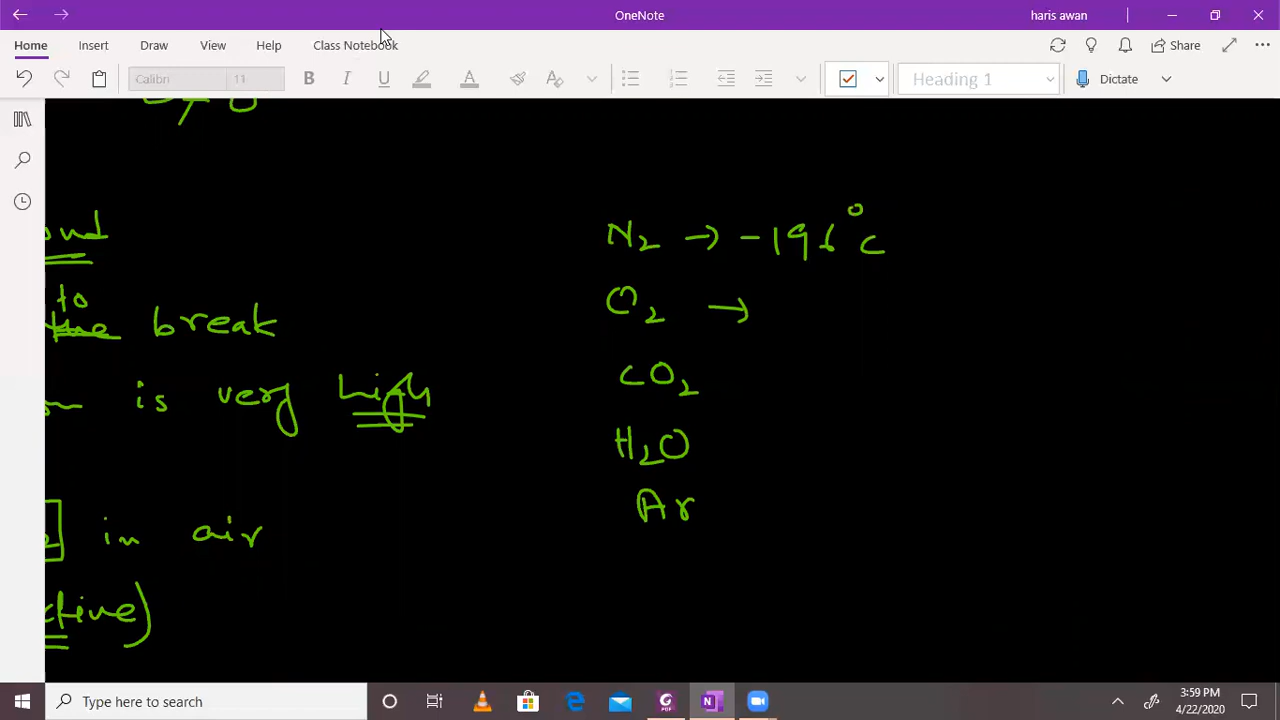 OneNote
haris awan
Home Insert Draw View Help Class Notebook
Share
Calibri 11 B I U A Heading 1 Dictate
N2 → -196°C
to
the break
is very high
in air
ctive)
O2 →
CO2
H2O
Ar
Type here to search
3:59 PM
4/22/2020